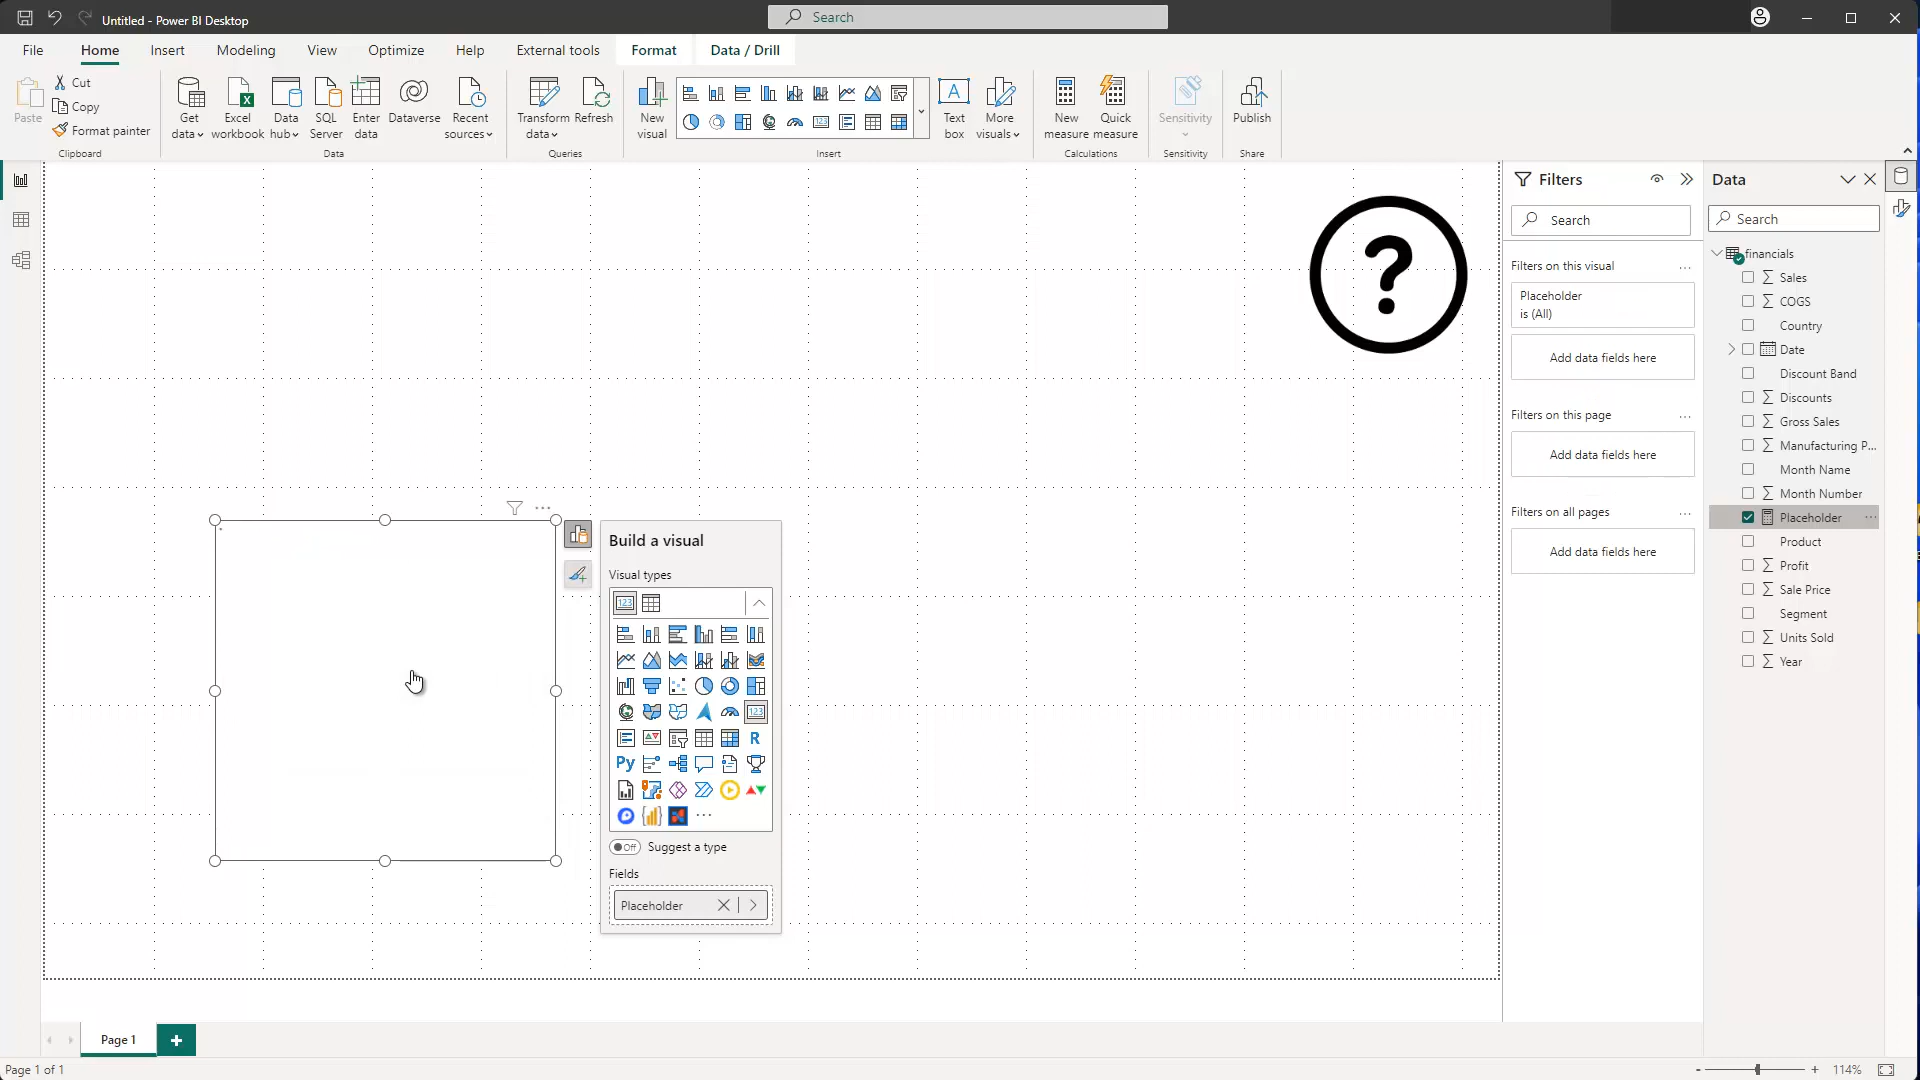 Untitled - Power BI Desktop
Search
File
Home
Insert
Modeling
View
Optimize
Help
External tools
Format
Data / Drill
Paste
Cut
Copy
Format painter
Clipboard
Get data
Excel workbook
Data hub
SQL Server
Enter data
Dataverse
Recent sources
Data
Transform data
Refresh
Queries
New visual
Text box
More visuals
Insert
New measure
Quick measure
Calculations
Sensitivity
Sensitivity
Publish
Share
?
Build a visual
Visual types
123
123
R
Py
Off
Suggest a type
Fields
Placeholder
Filters
Search
Filters on this visual
...
Placeholder
is (All)
Add data fields here
Filters on this page
...
Add data fields here
Filters on all pages
...
Add data fields here
Data
Search
financials
Sales
COGS
Country
Date
Discount Band
Discounts
Gross Sales
Manufacturing P...
Month Name
Month Number
Placeholder
...
Product
Profit
Sale Price
Segment
Units Sold
Year
Page 1
+
Page 1 of 1
- + 114%